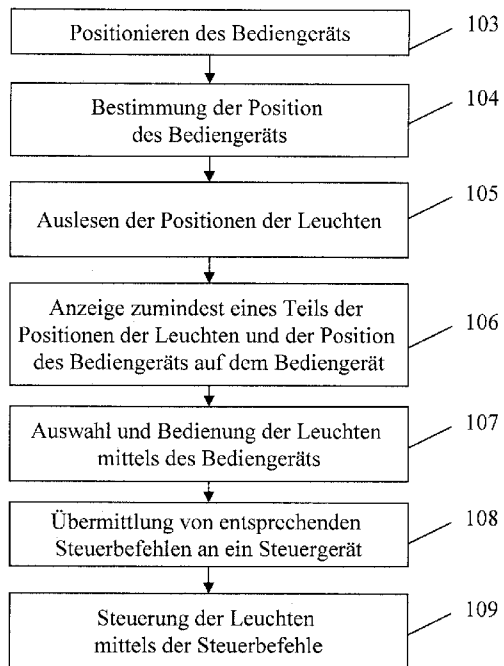 Positionieren des Bediengeräts
103
Bestimmung der Position
des Bediengeräts
104
Auslesen der Positionen der Leuchten
105
Anzeige zumindest eines Teils der
Positionen der Leuchten und der Position
des Bediengeräts auf dem Bediengerät
106
Auswahl und Bedienung der Leuchten
mittels des Bediengeräts
107
Übermittlung von entsprechenden
Steuerbefehlen an ein Steuergerät
108
Steuerung der Leuchten
mittels der Steuerbefehle
109